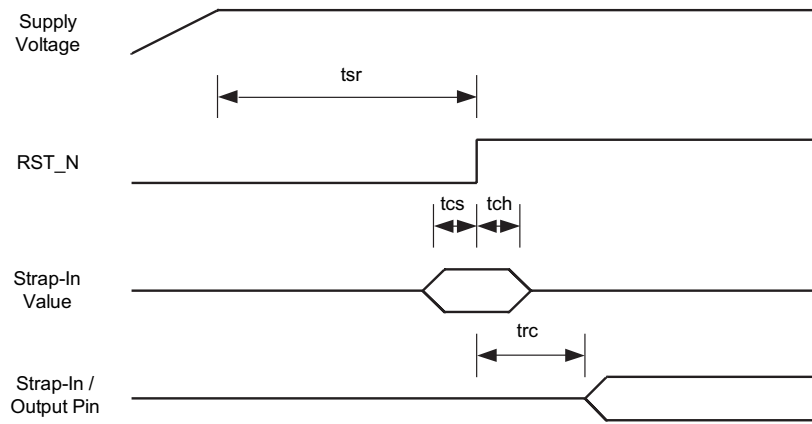 Supply
Voltage
tsr
RST_N
tcs
tch
Strap-In
Value
trc
Strap-In /
Output Pin